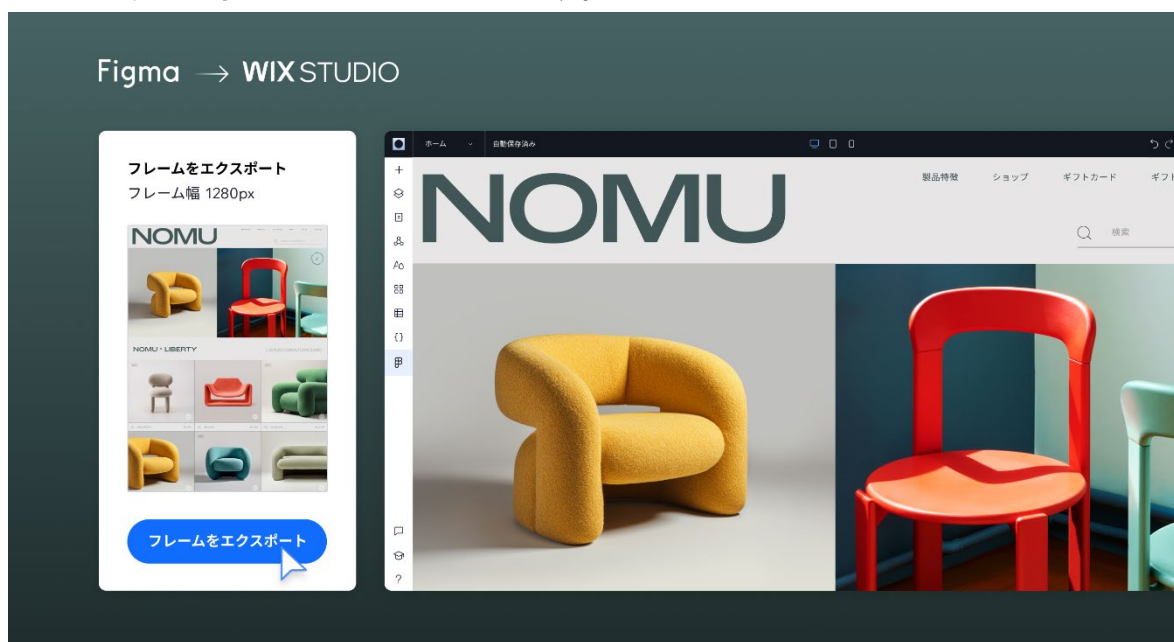 Figma → WIX STUDIO
フレームをエクスポート
フレーム幅 1280px
NOMU
NOMU × LIBERTY
フレームをエクスポート
ホーム
自動保存済み
NOMU
製品特徴
ショップ
ギフトカード
検索